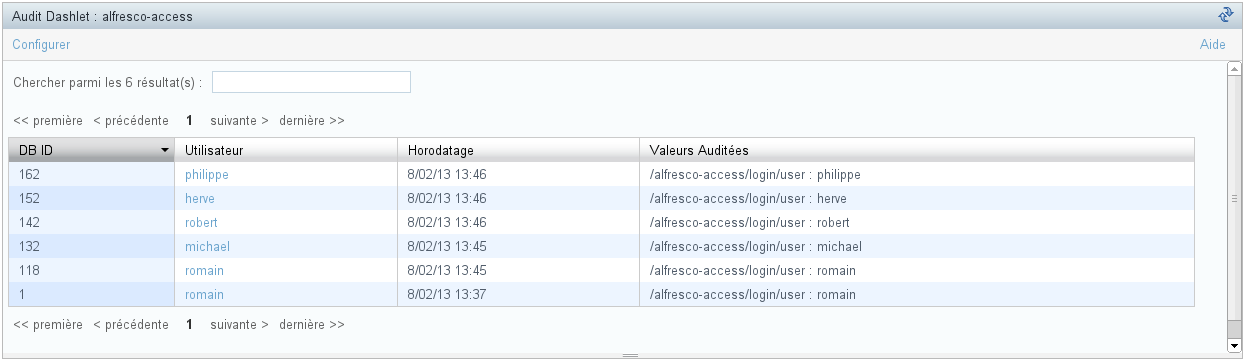 Audit Dashlet : alfresco-access
Configurer Aide
Chercher parmi les 6 résultat(s) :
<< première < précédente 1 suivante > dernière >>
DB ID Utilisateur Horodatage Valeurs Auditées
162 philippe 8/02/13 13:46 /alfresco-access/login/user : philippe
152 herve 8/02/13 13:46 /alfresco-access/login/user : herve
142 robert 8/02/13 13:46 /alfresco-access/login/user : robert
132 michael 8/02/13 13:45 /alfresco-access/login/user : michael
118 romain 8/02/13 13:45 /alfresco-access/login/user : romain
1 romain 8/02/13 13:37 /alfresco-access/login/user : romain
<< première < précédente 1 suivante > dernière >>